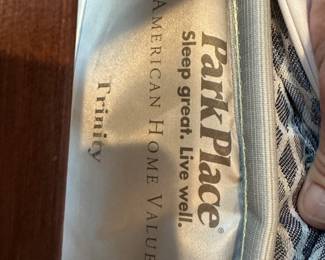 ParkPlace®
Sleep great. Live well.
AMERICAN HOME VALUE
Trinity